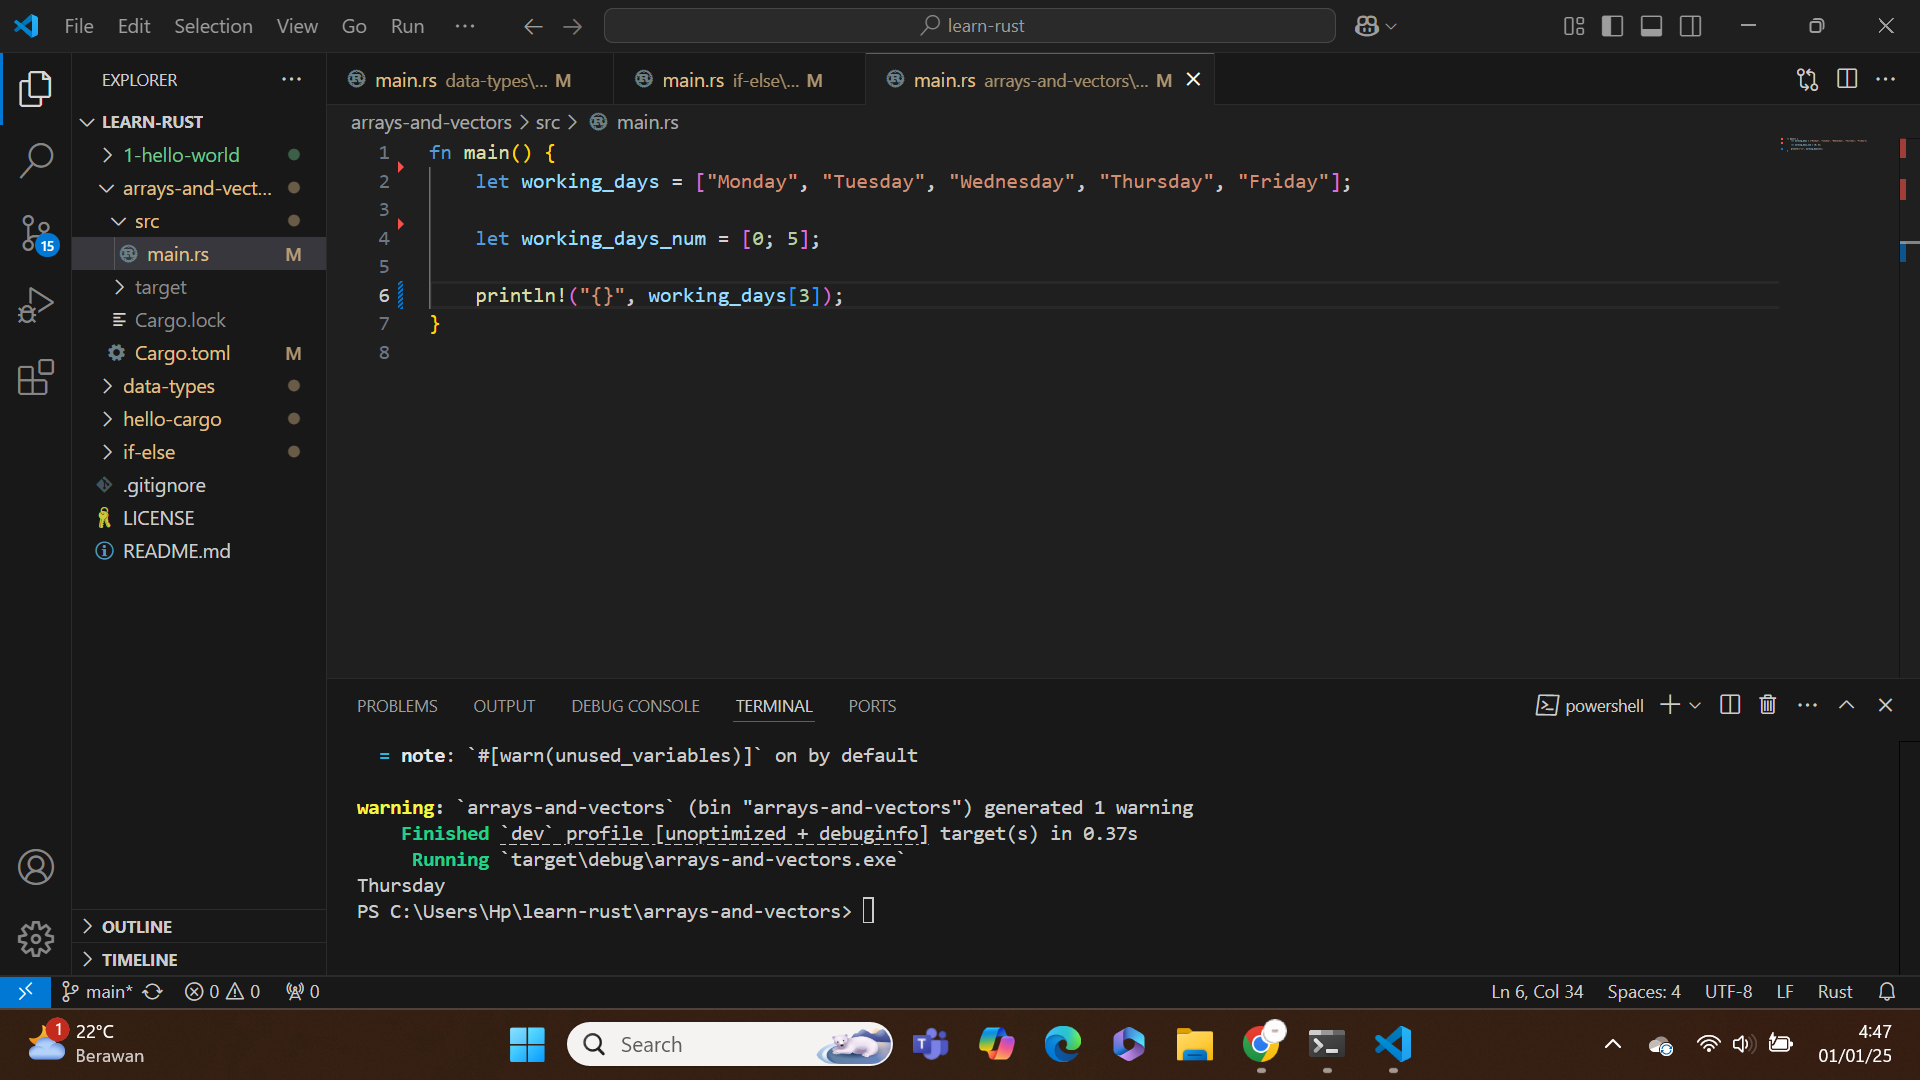 File Edit Selection View Go Run ··· learn-rust
EXPLORER ···
main.rs data-types\... M main.rs if-else\... M main.rs arrays-and-vectors\... M
LEARN-RUST
1-hello-world
arrays-and-vect...
src
main.rs M
target
Cargo.lock
Cargo.toml M
data-types
hello-cargo
if-else
.gitignore
LICENSE
README.md
OUTLINE
TIMELINE
15
arrays-and-vectors > src > main.rs
1 fn main() {
2 let working_days = ["Monday", "Tuesday", "Wednesday", "Thursday", "Friday"];
3
4 let working_days_num = [0; 5];
5
6 println!("{}", working_days[3]);
7 }
8
PROBLEMS OUTPUT DEBUG CONSOLE TERMINAL PORTS powershell
= note: `#[warn(unused_variables)]` on by default
warning: `arrays-and-vectors` (bin "arrays-and-vectors") generated 1 warning
Finished `dev` profile [unoptimized + debuginfo] target(s) in 0.37s
Running `target\debug\arrays-and-vectors.exe`
Thursday
PS C:\Users\Hp\learn-rust\arrays-and-vectors>
main* 0 0 0 Ln 6, Col 34 Spaces: 4 UTF-8 LF Rust
1 22°C
Berawan
Search
4:47
01/01/25